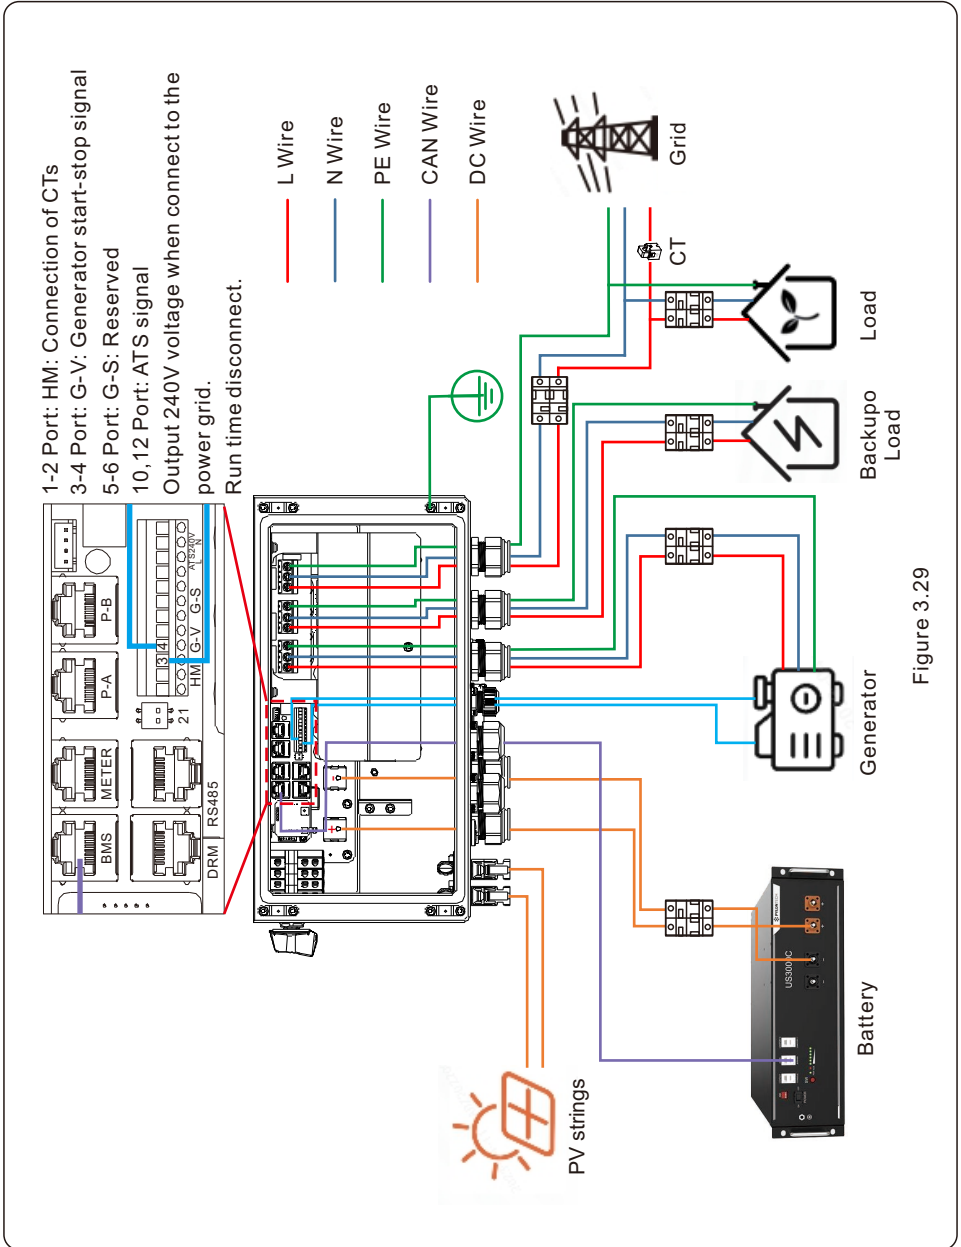 1-2 Port: HM: Connection of CTs
3-4 Port: G-V: Generator start-stop signal
5-6 Port: G-S: Reserved
10,12 Port: ATS signal
Output 240V voltage when connect to the
power grid.
Run time disconnect.
BMS
METER
P-A
P-B
DRM
RS485
21
3 4
HM
G-V
G-S
ATS240V
L
N
L Wire
N Wire
PE Wire
CAN Wire
DC Wire
Grid
CT
Load
Backupo
Load
Generator
Battery
US3000C
PYLONTECH
PV strings
+
-
Figure 3.29